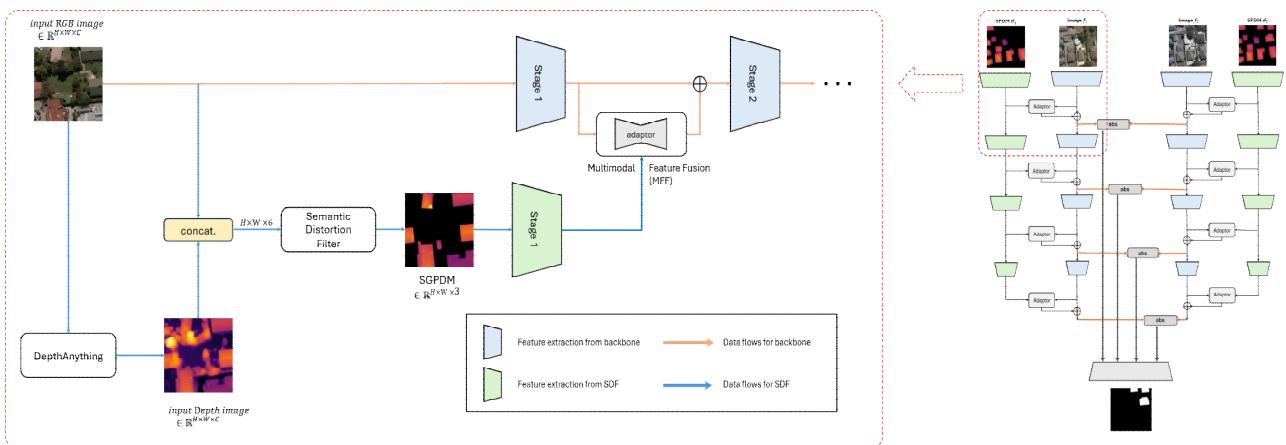 input RGB image
∈ ℝ^{H×W×C}
Stage 1
Stage 2
adaptor
Multimodal Feature Fusion
(MFF)
concat.
H×W×6
Semantic
Distortion
Filter
SGPDM
∈ ℝ^{H×W×3}
Stage 1
DepthAnything
input Depth image
∈ ℝ^{H×W×C}
Feature extraction from backbone
Data flows for backbone
Feature extraction from SDF
Data flows for SDF
Image
Image
Adaptor
Adaptor
abs
Adaptor
Adaptor
abs
Adaptor
Adaptor
abs
Adaptor
Adaptor
abs